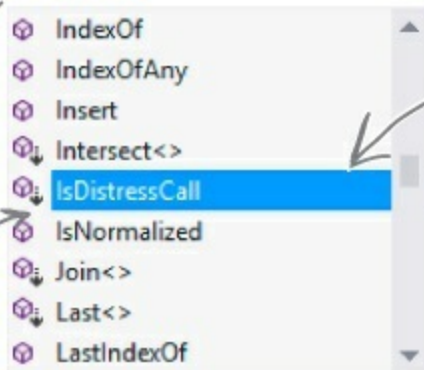 IndexOf
IndexOfAny
Insert
Intersect<>
IsDistressCall
IsNormalized
Join<>
Last<>
LastIndexOf